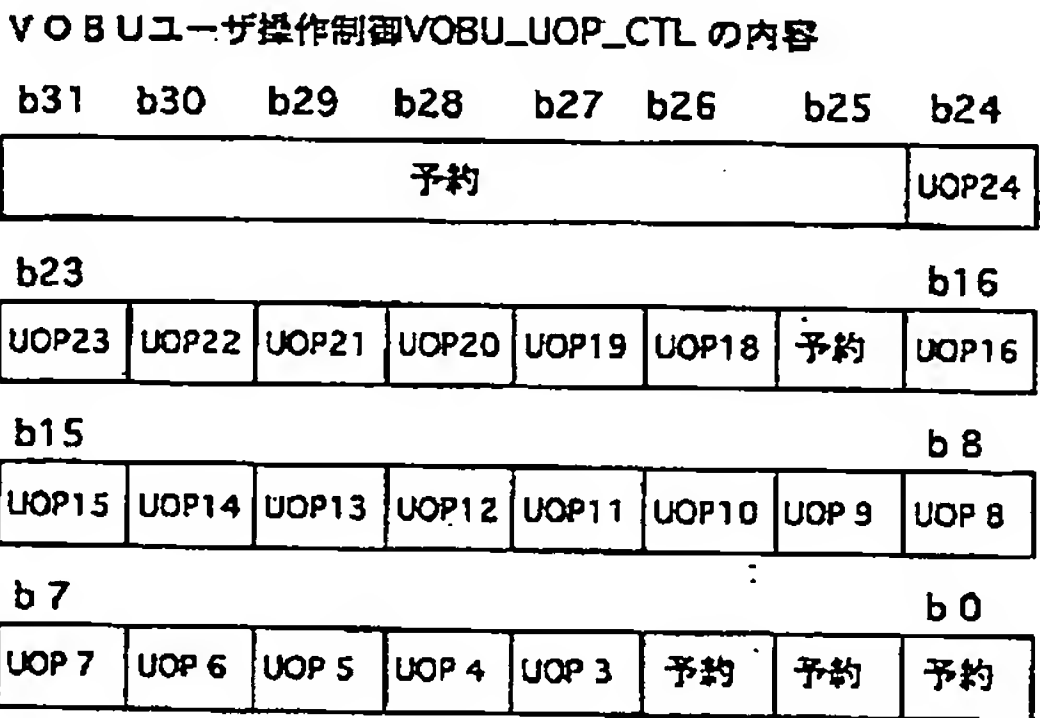 VOBUユーザ操作制御VOBU_UOP_CTL の内容
b31 b30 b29 b28 b27 b26 b25 b24
予約 UOP24
b23 b16
UOP23 UOP22 UOP21 UOP20 UOP19 UOP18 予約 UOP16
b15 b 8
UOP15 UOP14 UOP13 UOP12 UOP11 UOP10 UOP 9 UOP 8
b 7 b 0
UOP 7 UOP 6 UOP 5 UOP 4 UOP 3 予約 予約 予約